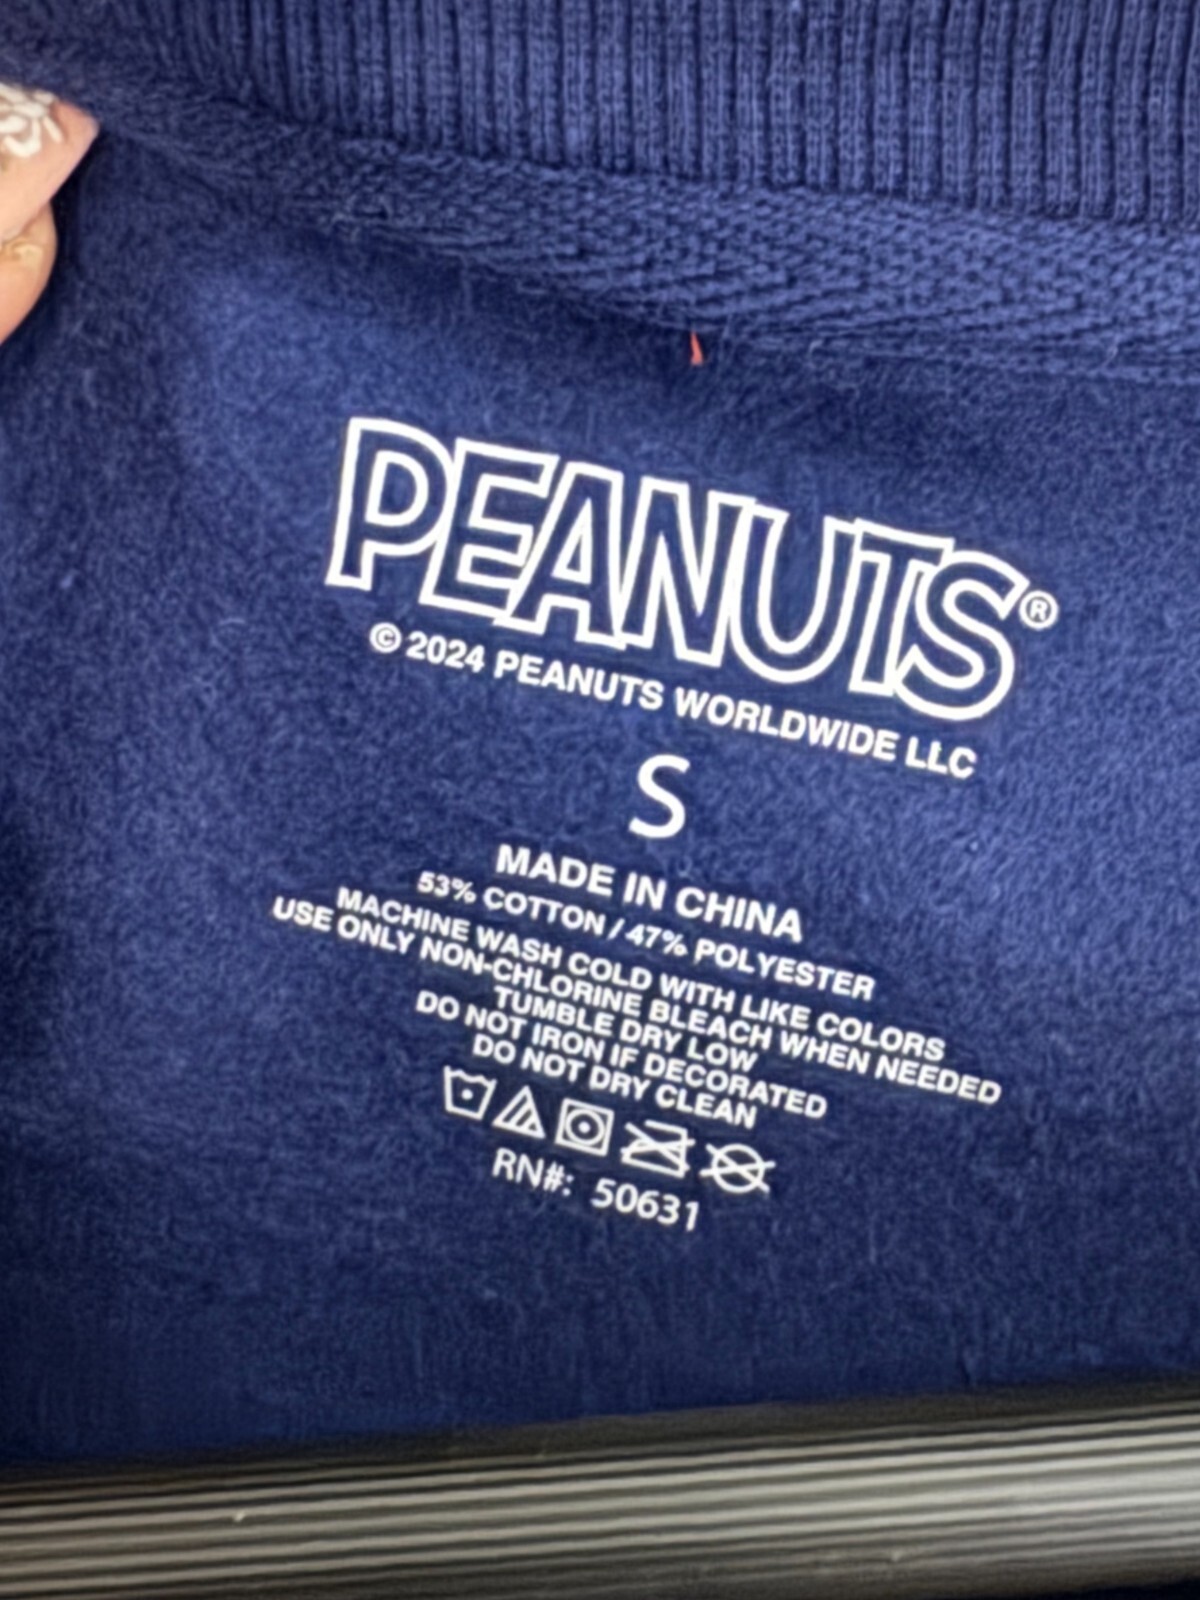 PEANUTS®
© 2024 PEANUTS WORLDWIDE LLC
S
MADE IN CHINA
53% COTTON / 47% POLYESTER
MACHINE WASH COLD WITH LIKE COLORS
USE ONLY NON-CHLORINE BLEACH WHEN NEEDED
TUMBLE DRY LOW
DO NOT IRON IF DECORATED
DO NOT DRY CLEAN
RN#: 50631